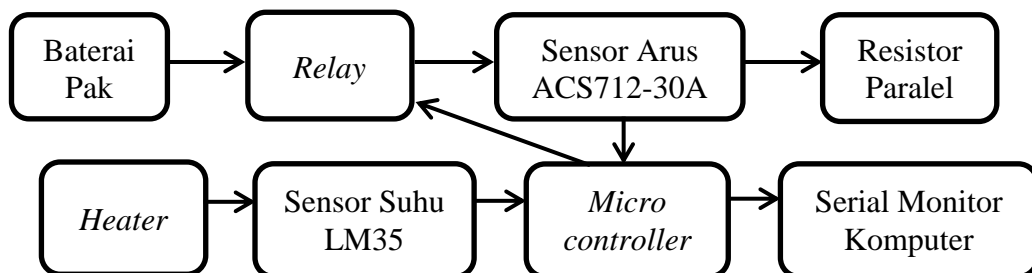 Baterai
Pak
Relay
Sensor Arus
ACS712-30A
Resistor
Paralel
Heater
Sensor Suhu
LM35
Micro
controller
Serial Monitor
Komputer